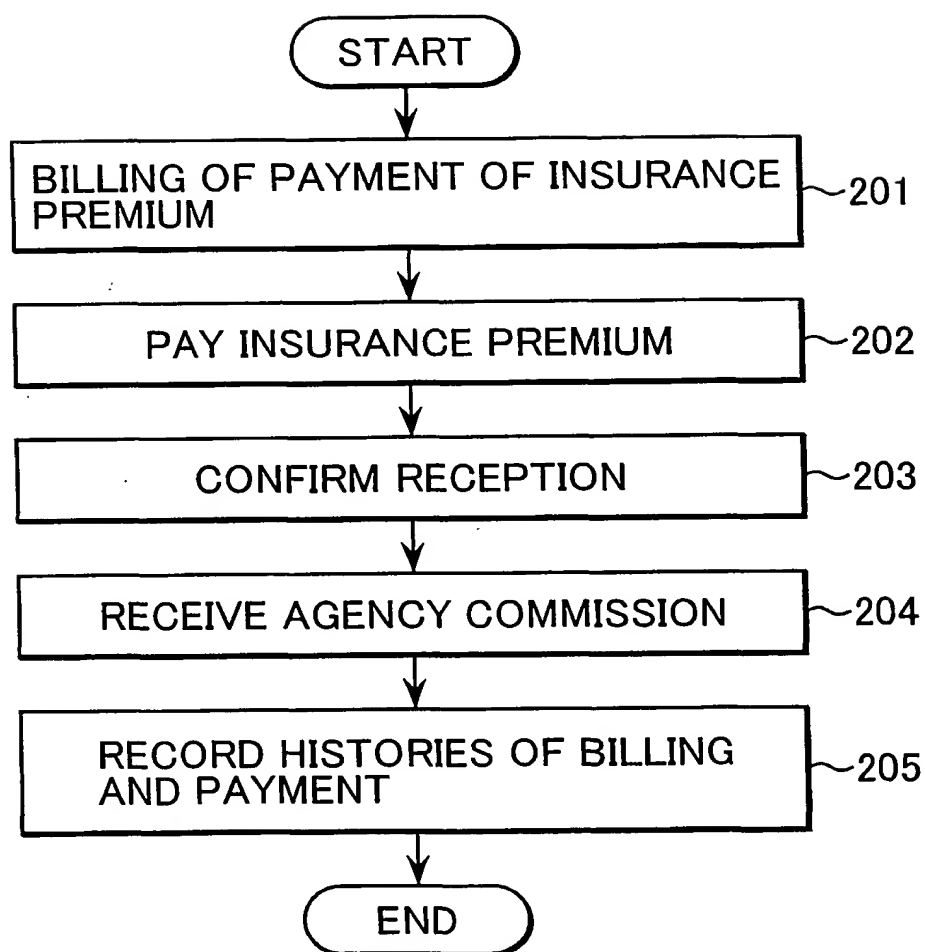 START
BILLING OF PAYMENT OF INSURANCE
PREMIUM
201
PAY INSURANCE PREMIUM
202
CONFIRM RECEPTION
203
RECEIVE AGENCY COMMISSION
204
RECORD HISTORIES OF BILLING
AND PAYMENT
205
END